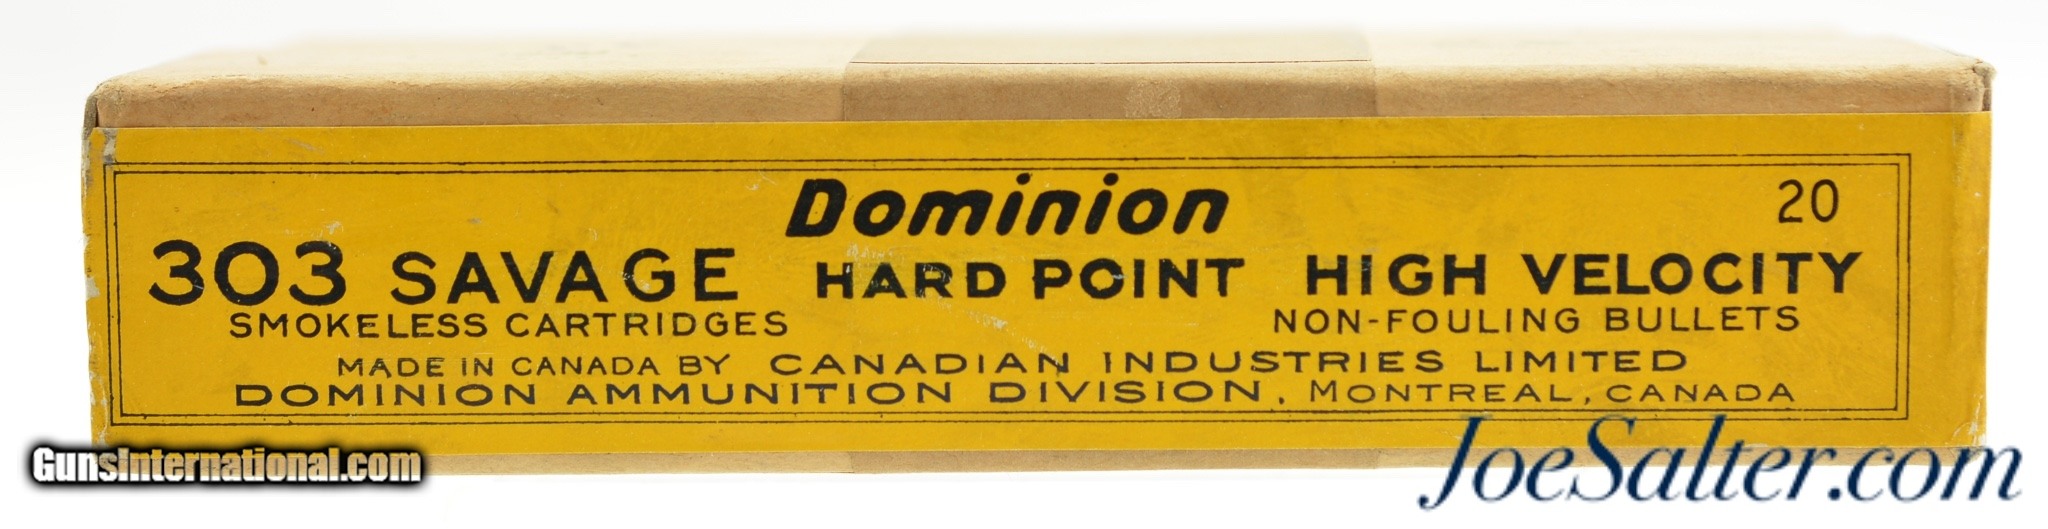 Dominion
20
303 SAVAGE HARD POINT HIGH VELOCITY
SMOKELESS CARTRIDGES NON-FOULING BULLETS
MADE IN CANADA BY CANADIAN INDUSTRIES LIMITED
DOMINION AMMUNITION DIVISION, MONTREAL, CANADA
GunsInternational.com
JoeSalter.com